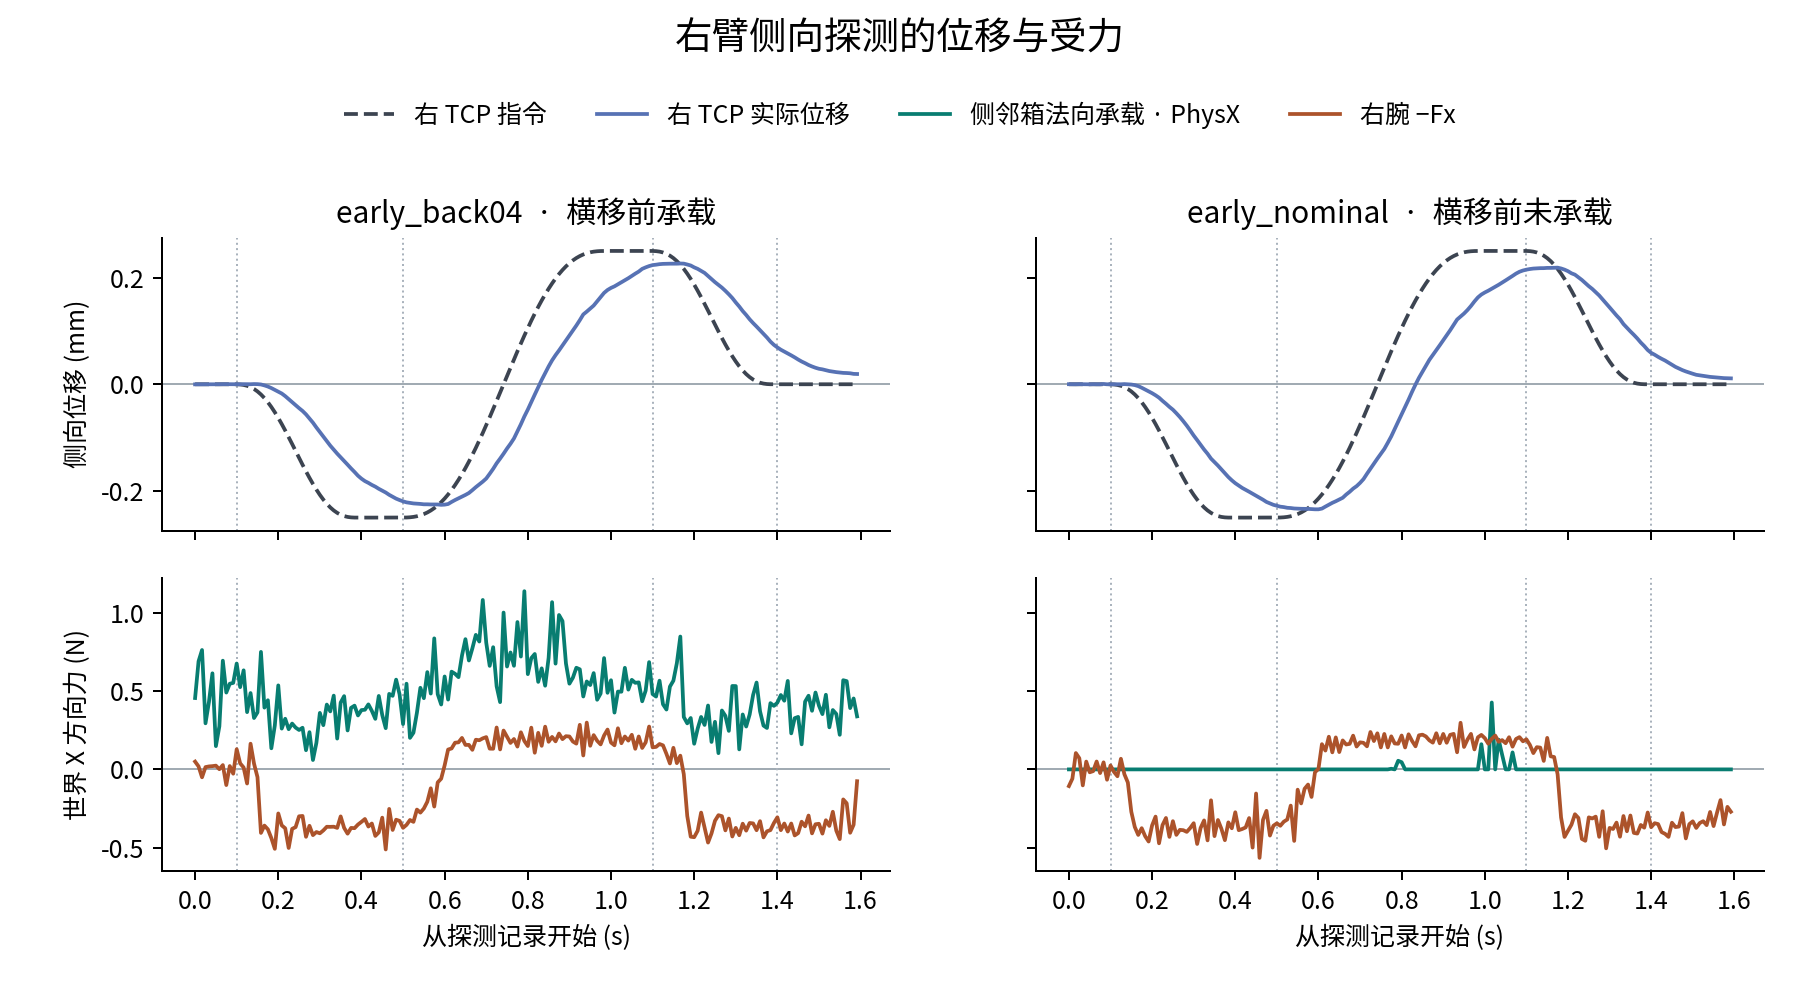 右臂侧向探测的位移与受力
右 TCP 指令 右 TCP 实际位移 侧邻箱法向承载 · PhysX 右腕 −Fx
early_back04 · 横移前承载
early_nominal · 横移前未承载
侧向位移 (mm)
0.2
0.0
-0.2
世界 X 方向力 (N)
1.0
0.5
0.0
-0.5
0.0 0.2 0.4 0.6 0.8 1.0 1.2 1.4 1.6
从探测记录开始 (s)
0.0 0.2 0.4 0.6 0.8 1.0 1.2 1.4 1.6
从探测记录开始 (s)